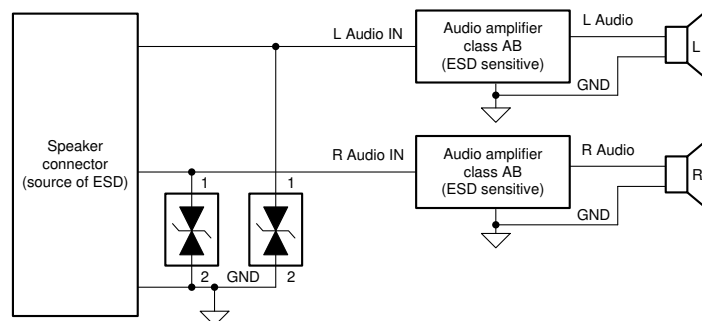 L Audio IN
Audio amplifier
class AB
(ESD sensitive)
L Audio
L
GND
Speaker
connector
(source of ESD)
R Audio IN
Audio amplifier
class AB
(ESD sensitive)
R Audio
R
GND
1
1
2
GND
2